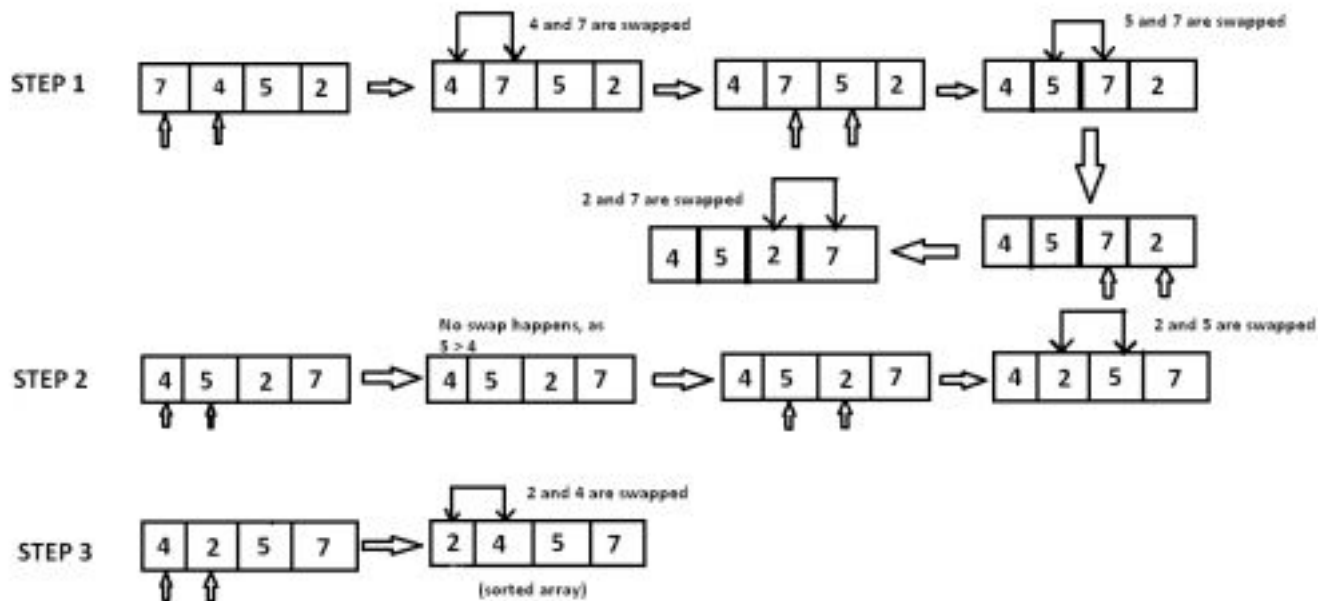 4 and 7 are swapped
5 and 7 are swapped
STEP 1
7 4 5 2
4 7 5 2
4 7 5 2
4 5 7 2
2 and 7 are swapped
4 5 2 7
4 5 7 2
No swap happens, as
5 > 4
2 and 5 are swapped
STEP 2
4 5 2 7
4 5 2 7
4 5 2 7
4 2 5 7
2 and 4 are swapped
STEP 3
4 2 5 7
2 4 5 7
(sorted array)